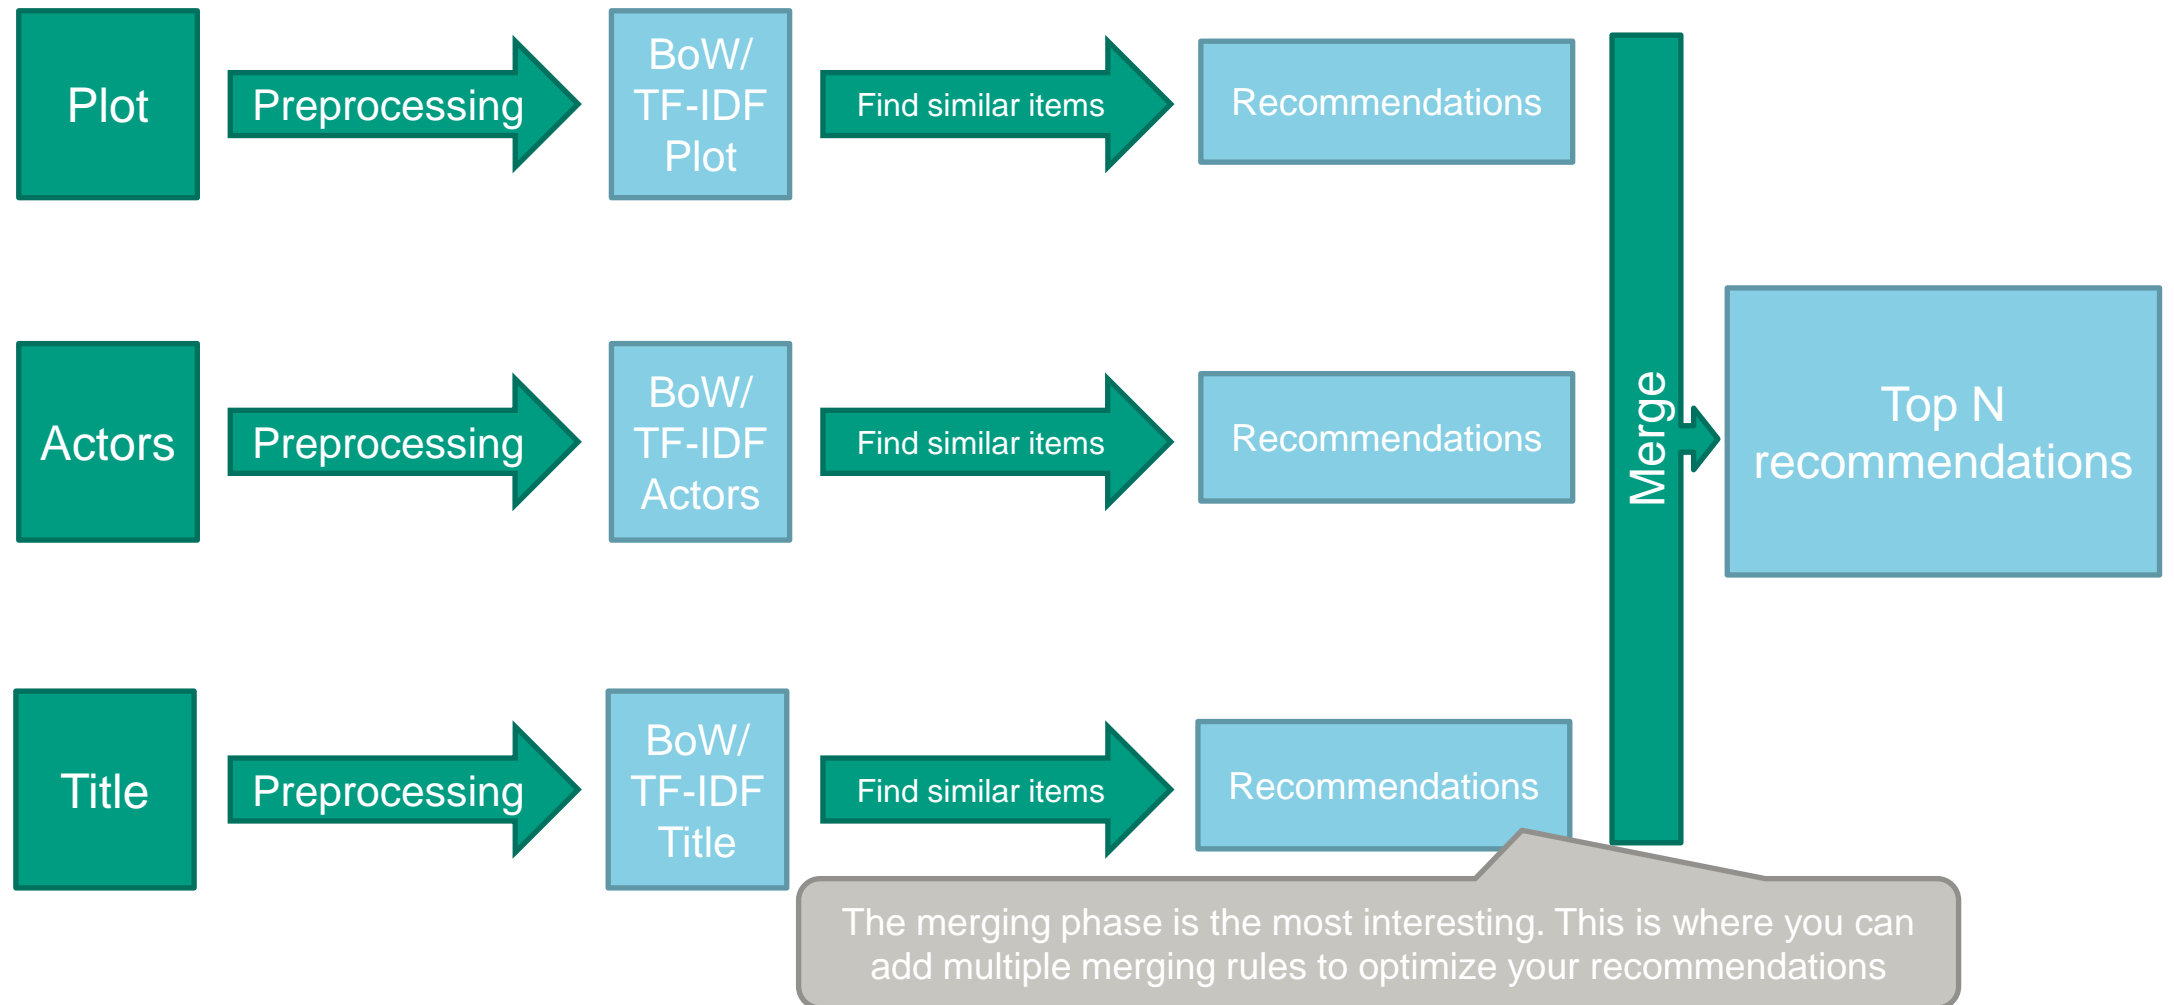 Plot
Preprocessing
BoW/
TF-IDF
Plot
Find similar items
Recommendations
Actors
Preprocessing
BoW/
TF-IDF
Actors
Find similar items
Recommendations
Merge
Top N
recommendations
Title
Preprocessing
BoW/
TF-IDF
Title
Find similar items
Recommendations
The merging phase is the most interesting. This is where you can
add multiple merging rules to optimize your recommendations